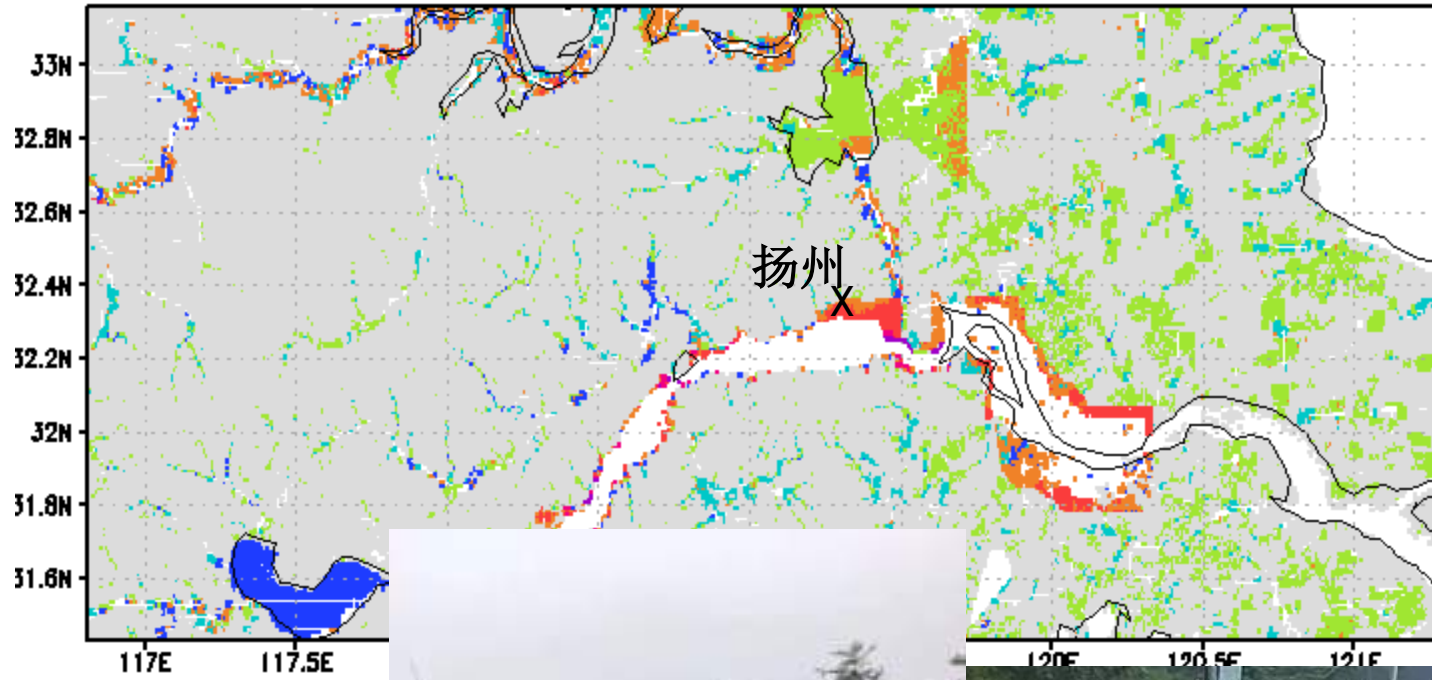 33N
32.8N
32.6N
扬州
32.4N
X
32.2N
32N
31.8N
31.6N
117E 117.5E 120E 120.5E 121E